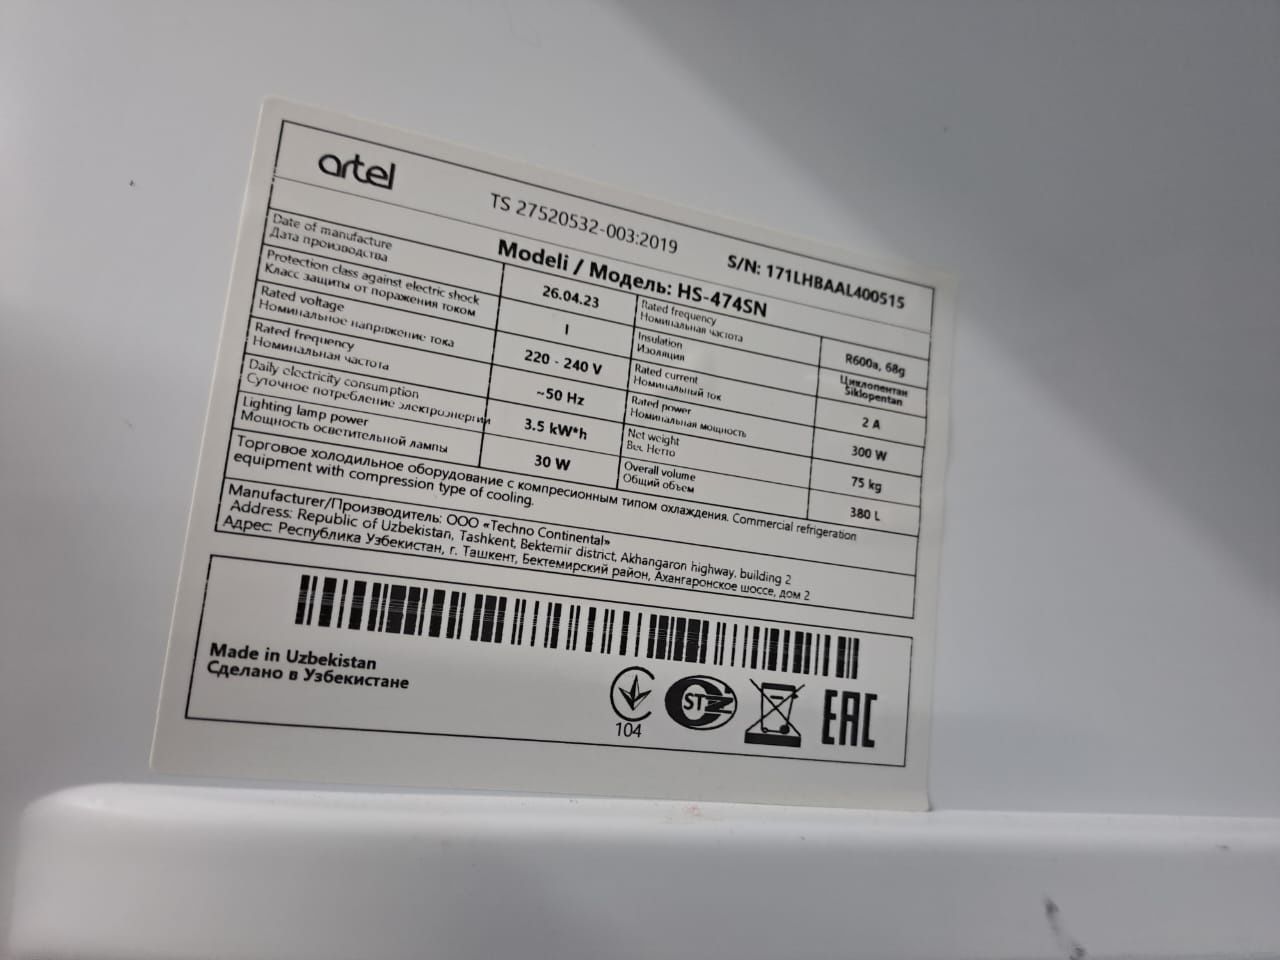 artel
TS 27520532-003:2019
S/N: 171LHBAAL400515
Modeli / Модель: HS-474SN
Date of manufacture
Дата производства
26.04.23
Rated frequency
Номинальная частота
R600a, 68g
Protection class against electric shock
Класс защиты от поражения током
I
Insulation
Изоляция
Циклопентан
Siklopentan
Rated voltage
Номинальное напряжение тока
220 - 240 V
Rated current
Номинальный ток
2 A
Rated frequency
Номинальная частота
~50 Hz
Rated power
Номинальная мощность
300 W
Daily electricity consumption
Суточное потребление электроэнергии
3.5 kW*h
Net weight
Вес Нетто
75 kg
Lighting lamp power
Мощность осветительной лампы
30 W
Overall volume
Общий объем
380 L
Торговое холодильное оборудование с компресионным типом охлаждения. Commercial refrigeration
equipment with compression type of cooling.
Manufacturer/Производитель: ООО «Techno Continental»
Address: Republic of Uzbekistan, Tashkent, Bektemir district, Akhangaron highway, building 2
Адрес: Республика Узбекистан, г. Ташкент, Бектемирский район, Ахангаронское шоссе, дом 2
Made in Uzbekistan
Сделано в Узбекистане
104
STZ
EAC